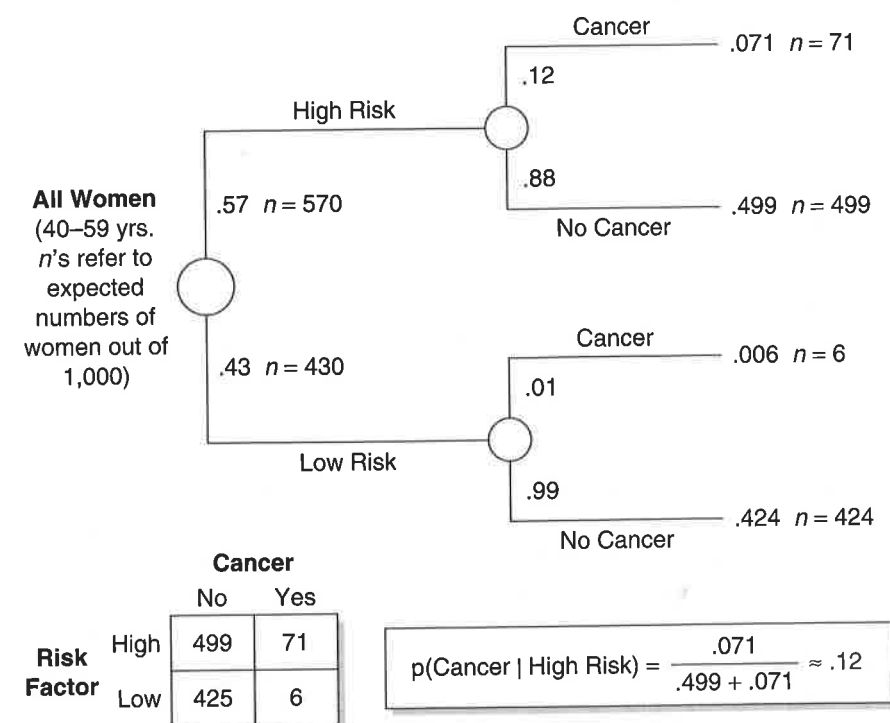 Cancer
.071 n = 71
.12
High Risk
.88
.499 n = 499
No Cancer
All Women
(40–59 yrs.
n's refer to
expected
numbers of
women out of
1,000)
.57 n = 570
.43 n = 430
Cancer
.006 n = 6
.01
Low Risk
.99
.424 n = 424
No Cancer
Cancer
No Yes
Risk
Factor
High 499 71
Low 425 6
p(Cancer | High Risk) = .071 / .499 + .071 ≈ .12